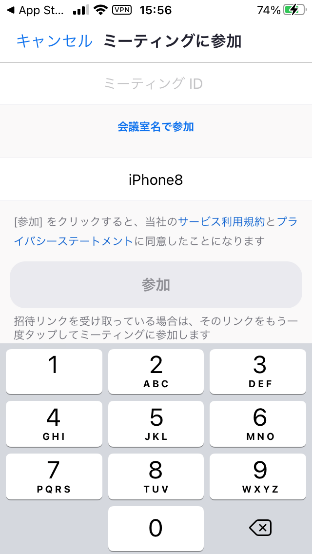 App St... VPN 15:56 74%
キャンセル ミーティングに参加
ミーティング ID
会議室名で参加
iPhone8
[参加] をクリックすると、当社のサービス利用規約とプラ
イバシーステートメントに同意したことになります
参加
招待リンクを受け取っている場合は、そのリンクをもう一
度タップしてミーティングに参加します
1 2 3
ABC DEF
4 5 6
GHI JKL MNO
7 8 9
PQRS TUV WXYZ
0